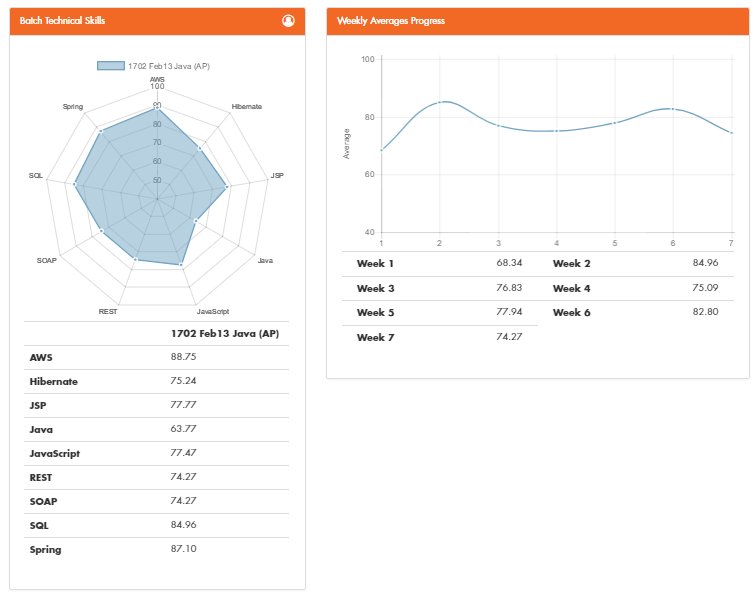 Batch Technical Skills
1702 Feb13 Java (AP)
AWS
100
90
80
70
60
50
Spring
Hibernate
SQL
JSP
SOAP
Java
REST
JavaScript
1702 Feb13 Java (AP)
AWS 88.75
Hibernate 75.24
JSP 77.77
Java 63.77
JavaScript 77.47
REST 74.27
SOAP 74.27
SQL 84.96
Spring 87.10
Weekly Averages Progress
Average
100
80
60
40
1 2 3 4 5 6 7
Week 1 68.34 Week 2 84.96
Week 3 76.83 Week 4 75.09
Week 5 77.94 Week 6 82.80
Week 7 74.27